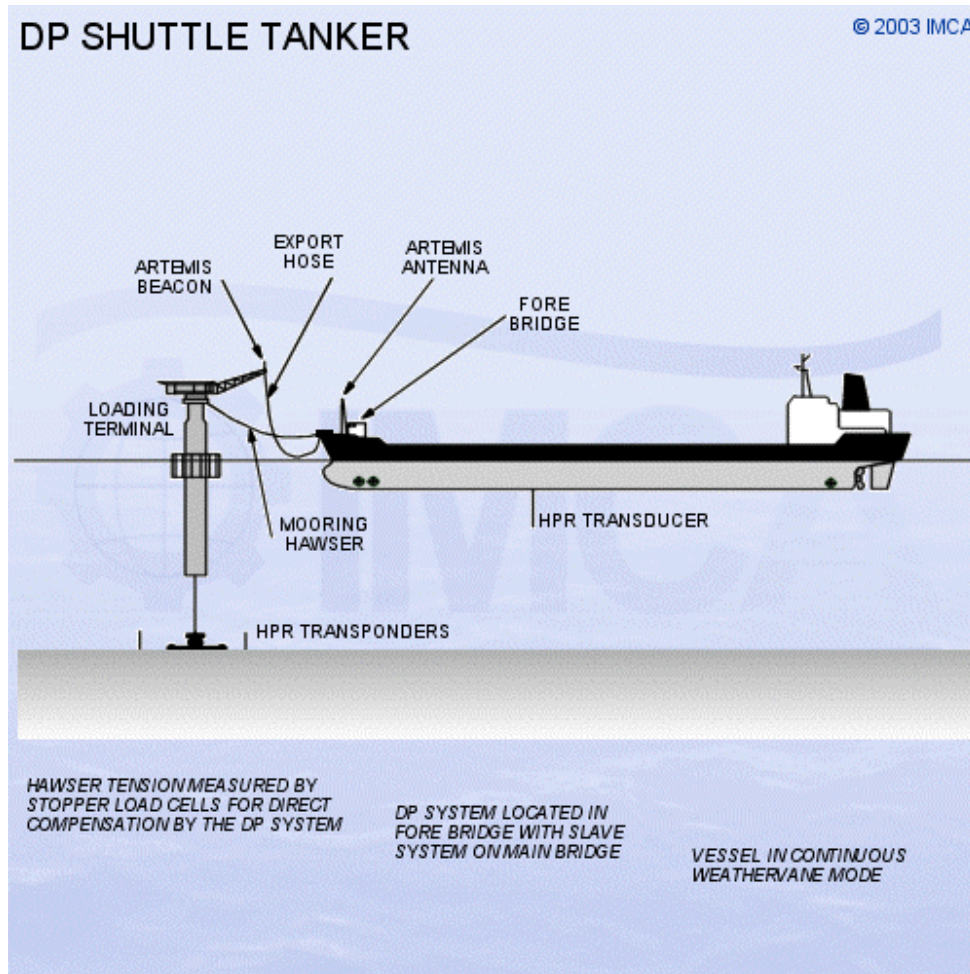 DP SHUTTLE TANKER
© 2003 IMCA
EXPORT
HOSE
ARTEMIS
ANTENNA
ARTEMIS
BEACON
FORE
BRIDGE
LOADING
TERMINAL
MOORING
HAWSER
HPR TRANSDUCER
HPR TRANSPONDERS
IMCA
HAWSER TENSION MEASURED BY
STOPPER LOAD CELLS FOR DIRECT
COMPENSATION BY THE DP SYSTEM
DP SYSTEM LOCATED IN
FORE BRIDGE WITH SLAVE
SYSTEM ON MAIN BRIDGE
VESSEL IN CONTINUOUS
WEATHERVANE MODE